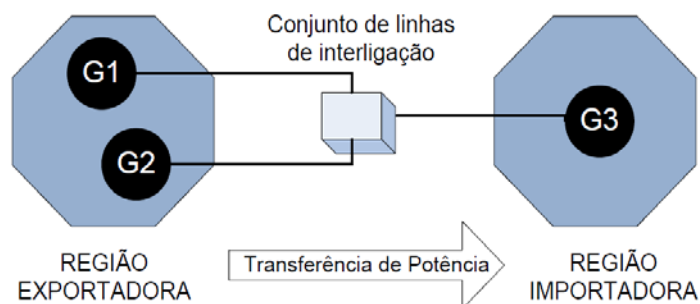 Conjunto de linhas
de interligação
G1
G2
G3
REGIÃO
EXPORTADORA
Transferência de Potência
REGIÃO
IMPORTADORA